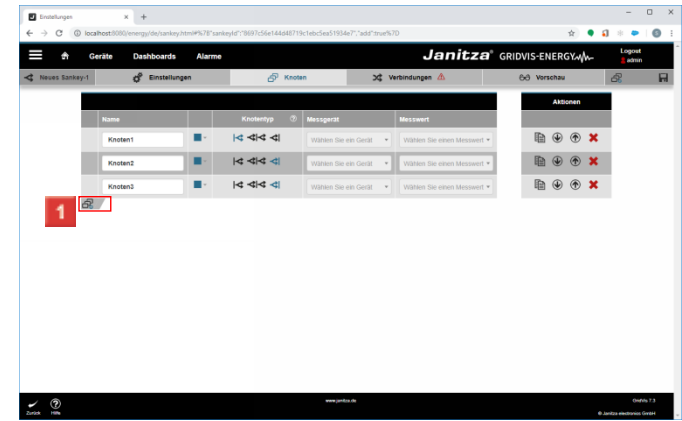 Einstellungen
localhost:8080/energy/de/sankey.html#%7B"sankeyId":"8697c56e144d48719c1ebc5ea51934e7","add":true%7D
Geräte Dashboards Alarme Janitza® GRIDVIS-ENERGY Logout
admin
Neues Sankey-1 Einstellungen Knoten Verbindungen Vorschau
Aktionen
Name Knotentyp Messgerät Messwert
Knoten1 Wählen Sie ein Gerät Wählen Sie einen Messwert
Knoten2 Wählen Sie ein Gerät Wählen Sie einen Messwert
Knoten3 Wählen Sie ein Gerät Wählen Sie einen Messwert
1
www.janitza.de GridVis 7.3
Zurück Hilfe © Janitza electronics GmbH